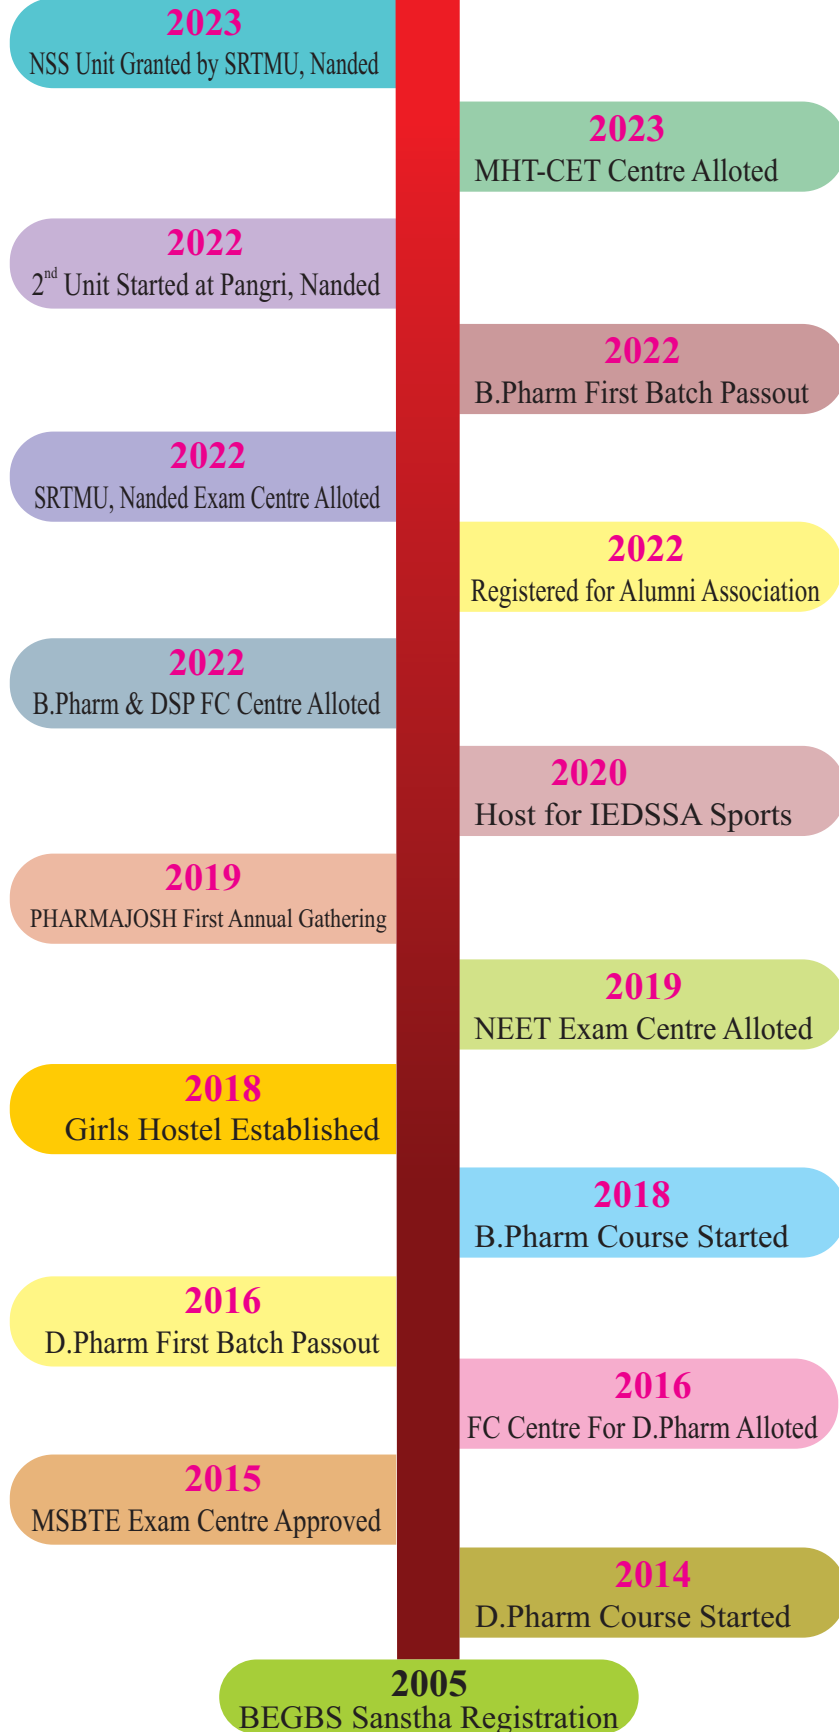 2023
NSS Unit Granted by SRTMU, Nanded
2023
MHT-CET Centre Alloted
2022
2nd Unit Started at Pangri, Nanded
2022
B.Pharm First Batch Passout
2022
SRTMU, Nanded Exam Centre Alloted
2022
Registered for Alumni Association
2022
B.Pharm & DSP FC Centre Alloted
2020
Host for IEDSSA Sports
2019
PHARMAJOSH First Annual Gathering
2019
NEET Exam Centre Alloted
2018
Girls Hostel Established
2018
B.Pharm Course Started
2016
D.Pharm First Batch Passout
2016
FC Centre For D.Pharm Alloted
2015
MSBTE Exam Centre Approved
2014
D.Pharm Course Started
2005
BEGBS Sanstha Registration